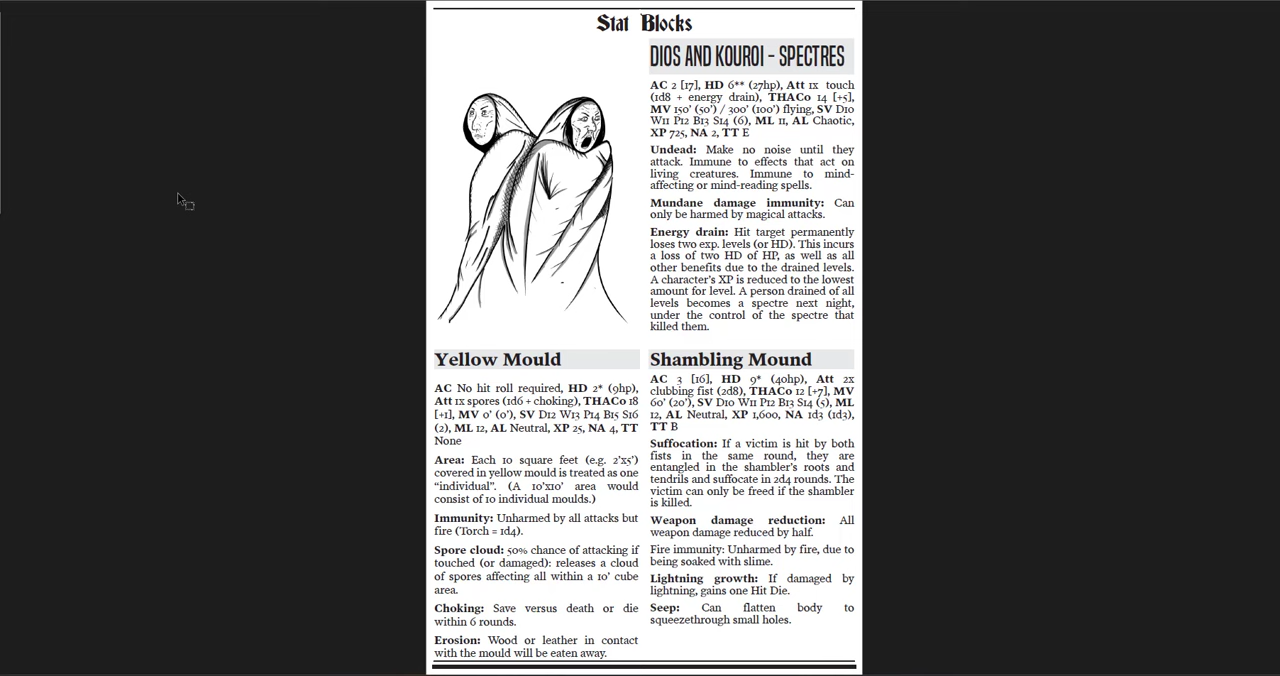 Stat Blocks
DIOS AND KOUROI - SPECTRES
AC 2 [17], HD 6** (27hp), Att 1x touch
(1d8 + energy drain), THAC0 14 [+5],
MV 150’ (50’) / 300’ (100’) flying, SV D10
W11 P12 B13 S14 (6), ML 11, AL Chaotic,
XP 725, NA 2, TT E
Undead: Make no noise until they
attack. Immune to effects that act on
living creatures. Immune to mind-
affecting or mind-reading spells.
Mundane damage immunity: Can
only be harmed by magical attacks.
Energy drain: Hit target permanently
loses two exp. levels (or HD). This incurs
a loss of two HD of HP, as well as all
other benefits due to the drained levels.
A character’s XP is reduced to the lowest
amount for level. A person drained of all
levels becomes a spectre next night,
under the control of the spectre that
killed them.
Yellow Mould
AC No hit roll required, HD 2* (9hp),
Att 1x spores (1d6 + choking), THAC0 18
[+1], MV 0’ (0’), SV D12 W13 P14 B15 S16
(2), ML 12, AL Neutral, XP 25, NA 4, TT
None
Area: Each 10 square feet (e.g. 2’x5’)
covered in yellow mould is treated as one
“individual”. (A 10’x10’ area would
consist of 10 individual moulds.)
Immunity: Unharmed by all attacks but
fire (Torch = 1d4).
Spore cloud: 50% chance of attacking if
touched (or damaged): releases a cloud
of spores affecting all within a 10’ cube
area.
Choking: Save versus death or die
within 6 rounds.
Erosion: Wood or leather in contact
with the mould will be eaten away.
Shambling Mound
AC 3 [16], HD 9* (40hp), Att 2x
clubbing fist (2d8), THAC0 12 [+7], MV
60’ (20’), SV D10 W11 P12 B13 S14 (5), ML
12, AL Neutral, XP 1,600, NA 1d3 (1d3),
TT B
Suffocation: If a victim is hit by both
fists in the same round, they are
entangled in the shambler’s roots and
tendrils and suffocate in 2d4 rounds. The
victim can only be freed if the shambler
is killed.
Weapon damage reduction: All
weapon damage reduced by half.
Fire immunity: Unharmed by fire, due to
being soaked with slime.
Lightning growth: If damaged by
lightning, gains one Hit Die.
Seep: Can flatten body to
squeezethrough small holes.